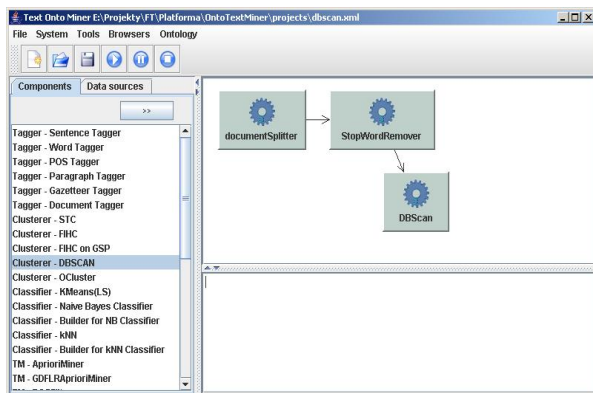 Text Onto Miner E:\Projekty\FT\Platforma\OntoTextMiner\projects\dbscan.xml
File System Tools Browsers Ontology
Components Data sources
>>
Tagger - Sentence Tagger
Tagger - Word Tagger
Tagger - POS Tagger
Tagger - Paragraph Tagger
Tagger - Gazetteer Tagger
Tagger - Document Tagger
Clusterer - STC
Clusterer - FIHC
Clusterer - FIHC on GSP
Clusterer - DBSCAN
Clusterer - OCluster
Classifier - KMeans(LS)
Classifier - Naive Bayes Classifier
Classifier - Builder for NB Classifier
Classifier - kNN
Classifier - Builder for kNN Classifier
TM - AprioriMiner
TM - GDFLRAprioriMiner
documentSplitter
StopWordRemover
DBScan